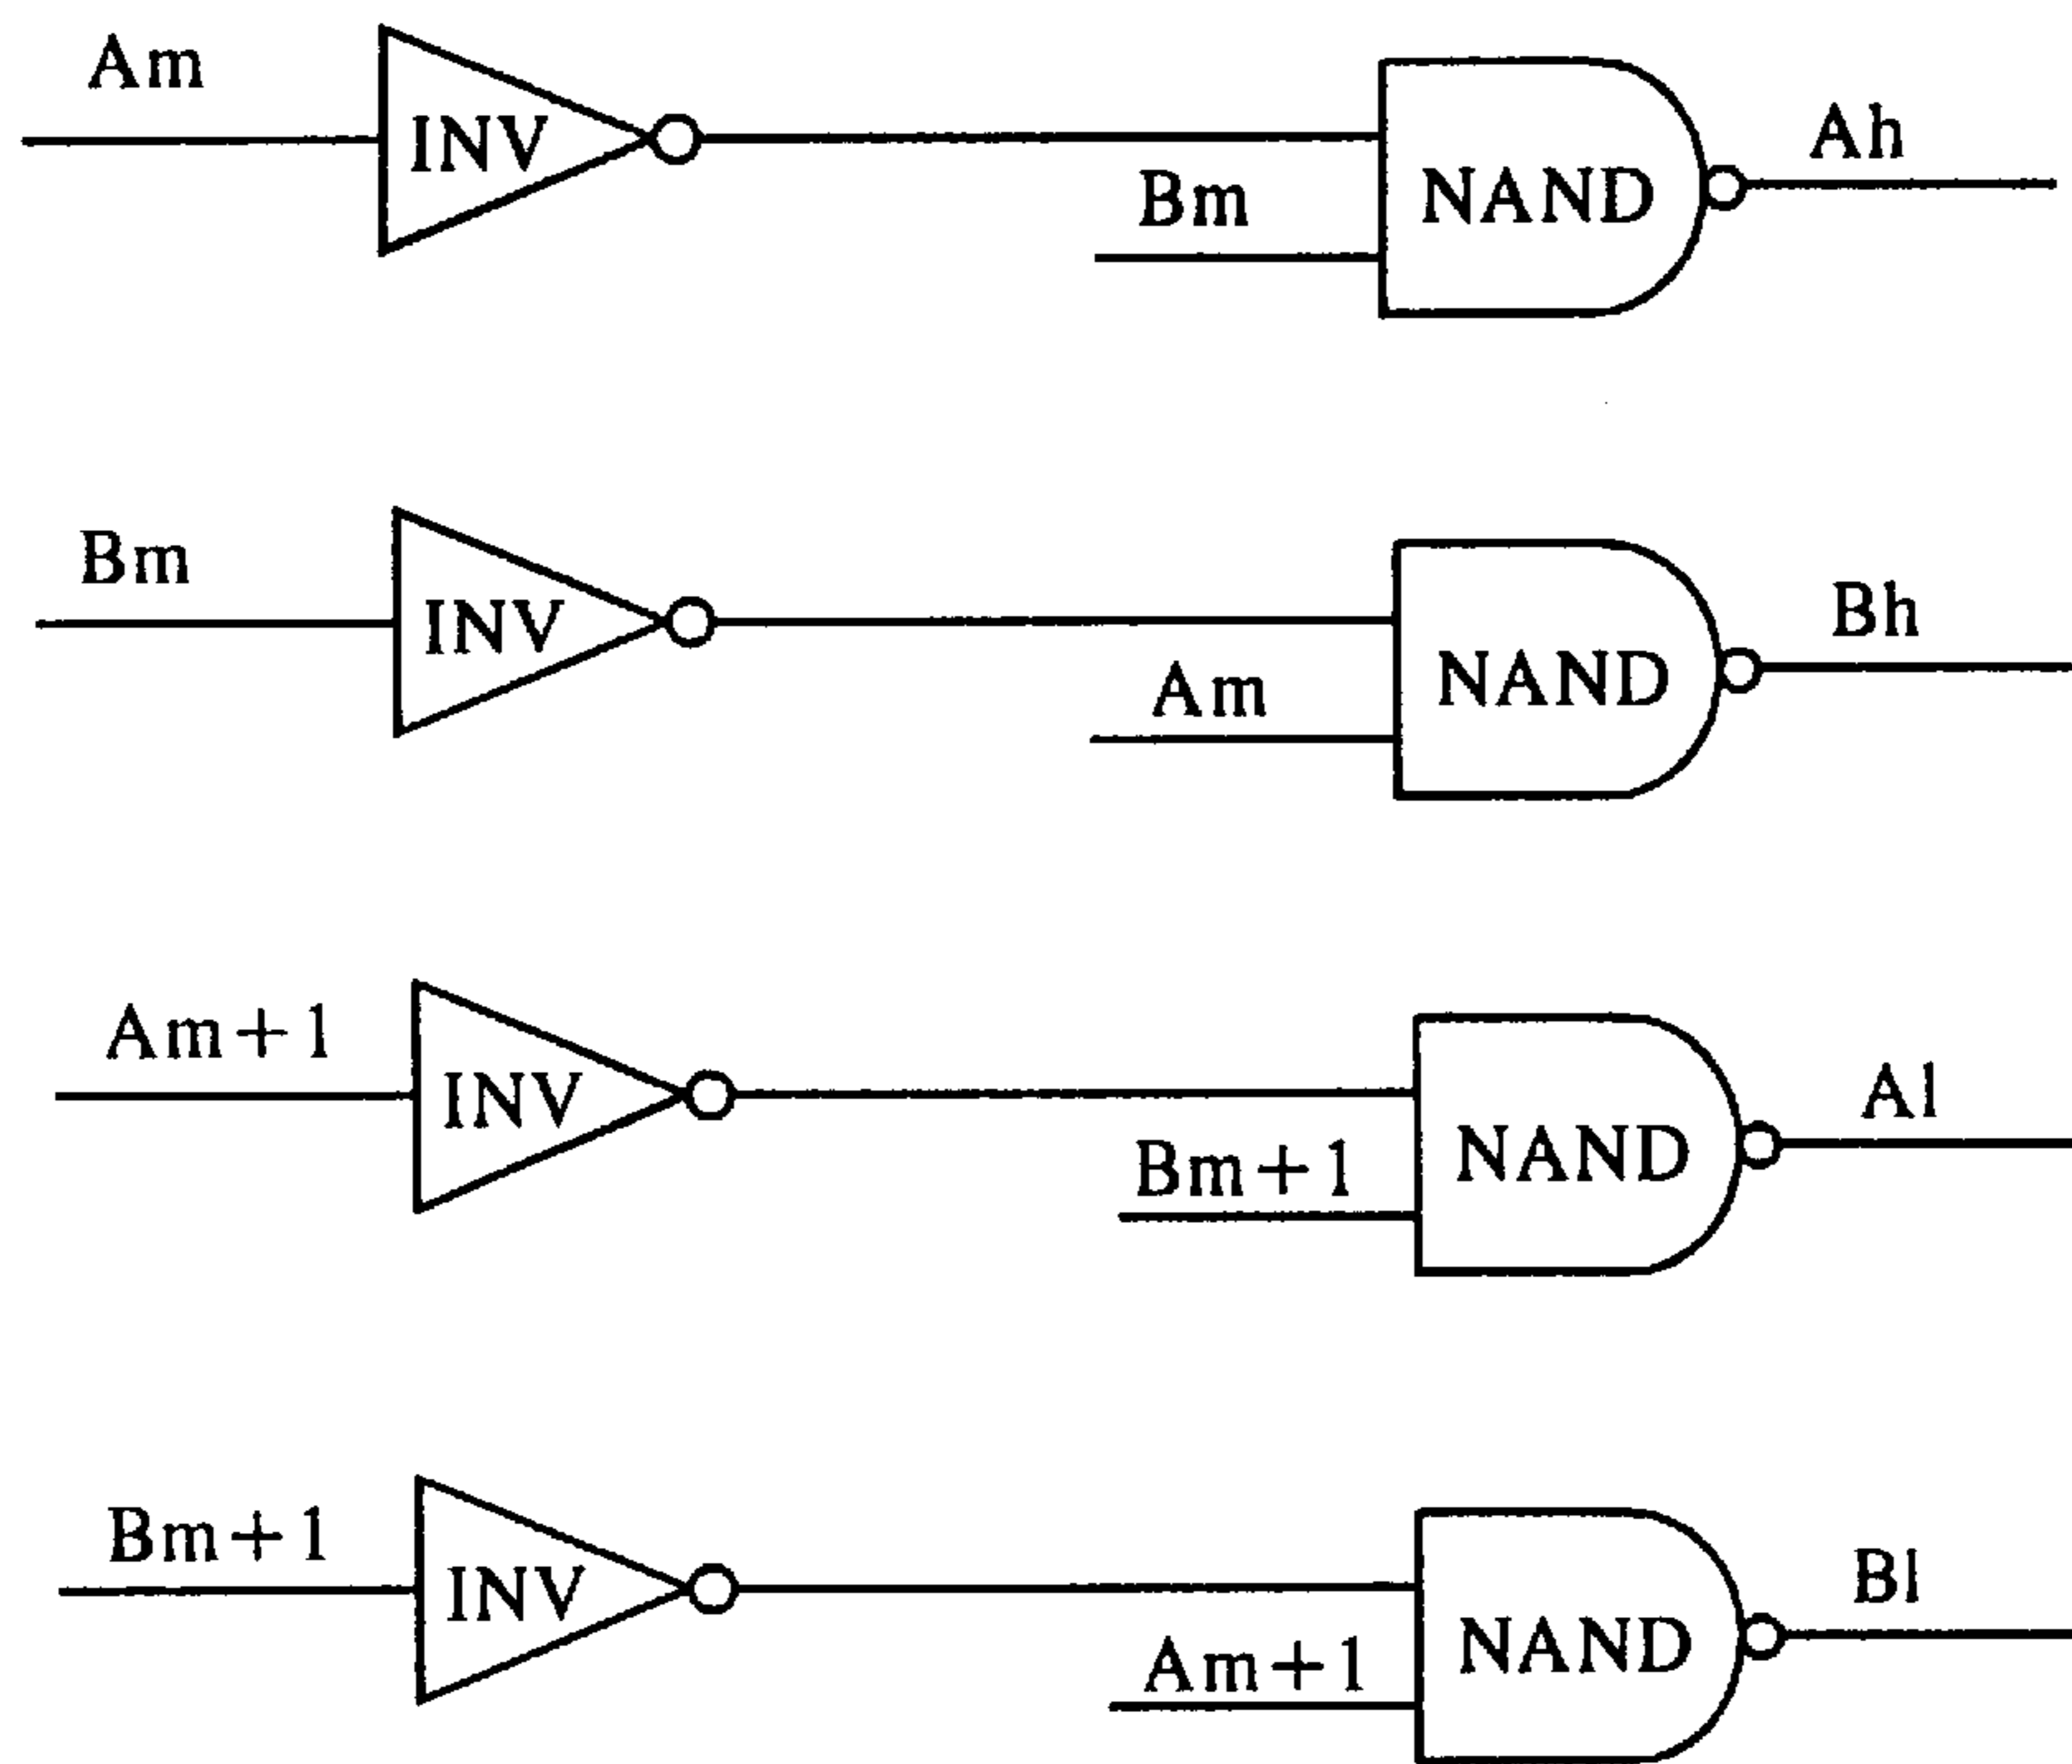 Am
INV
Bm
NAND
Ah
Bm
INV
Am
NAND
Bh
Am+1
INV
Bm+1
NAND
Al
Bm+1
INV
Am+1
NAND
Bl